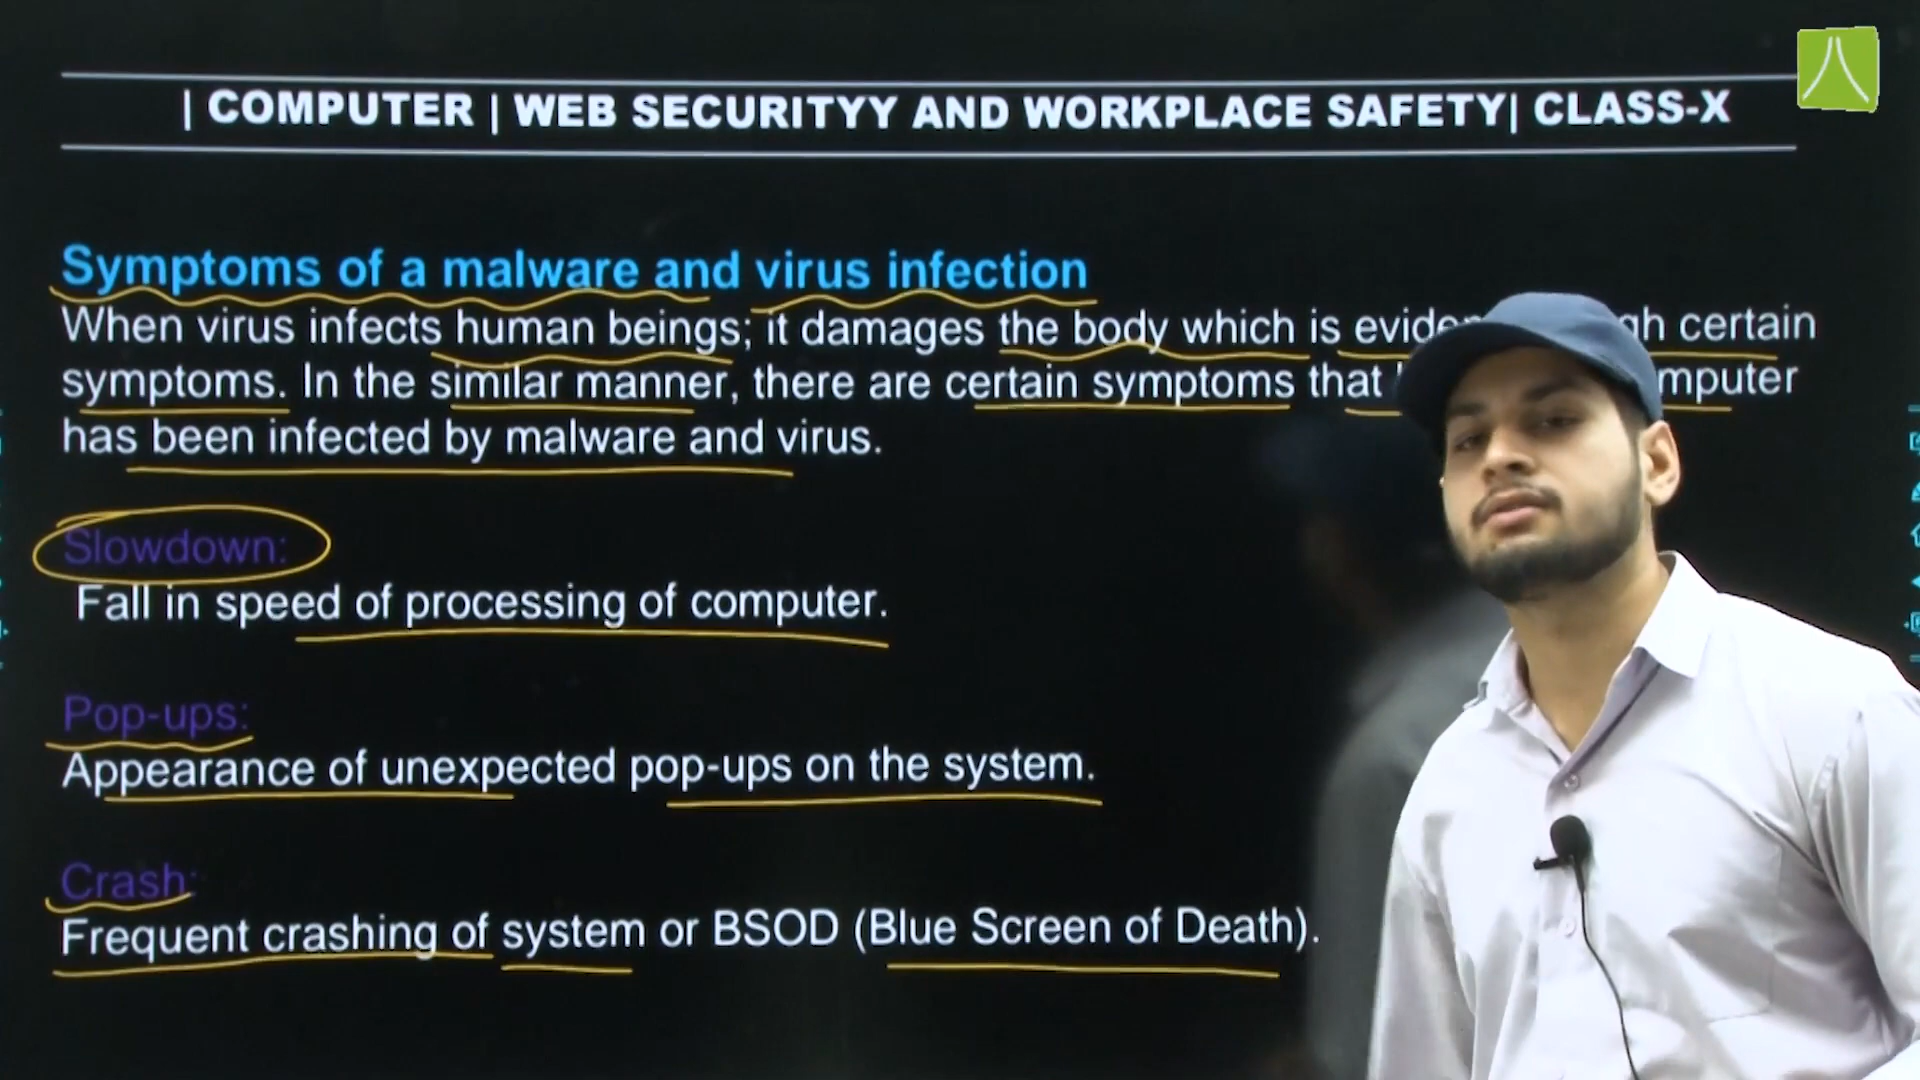 | COMPUTER | WEB SECURITYY AND WORKPLACE SAFETY| CLASS-X
Symptoms of a malware and virus infection
When virus infects human beings; it damages the body which is certain
symptoms. In the similar manner, there are certain symptoms that
has been infected by malware and virus.
Slowdown:
Fall in speed of processing of computer.
Pop-ups:
Appearance of unexpected pop-ups on the system.
Crash:
Frequent crashing of system or BSOD (Blue Screen of Death).